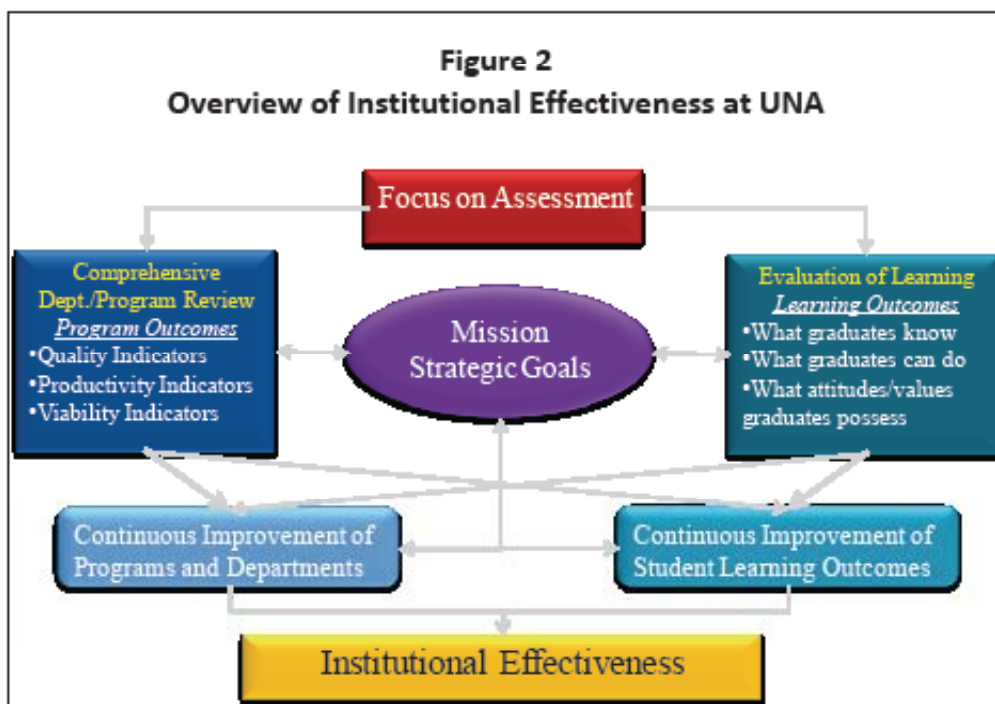 Figure 2
Overview of Institutional Effectiveness at UNA
Focus on Assessment
Comprehensive
Dept./Program Review
Program Outcomes
•Quality Indicators
•Productivity Indicators
•Viability Indicators
Mission
Strategic Goals
Evaluation of Learning
Learning Outcomes
•What graduates know
•What graduates can do
•What attitudes/values
graduates possess
Continuous Improvement of
Programs and Departments
Continuous Improvement of
Student Learning Outcomes
Institutional Effectiveness